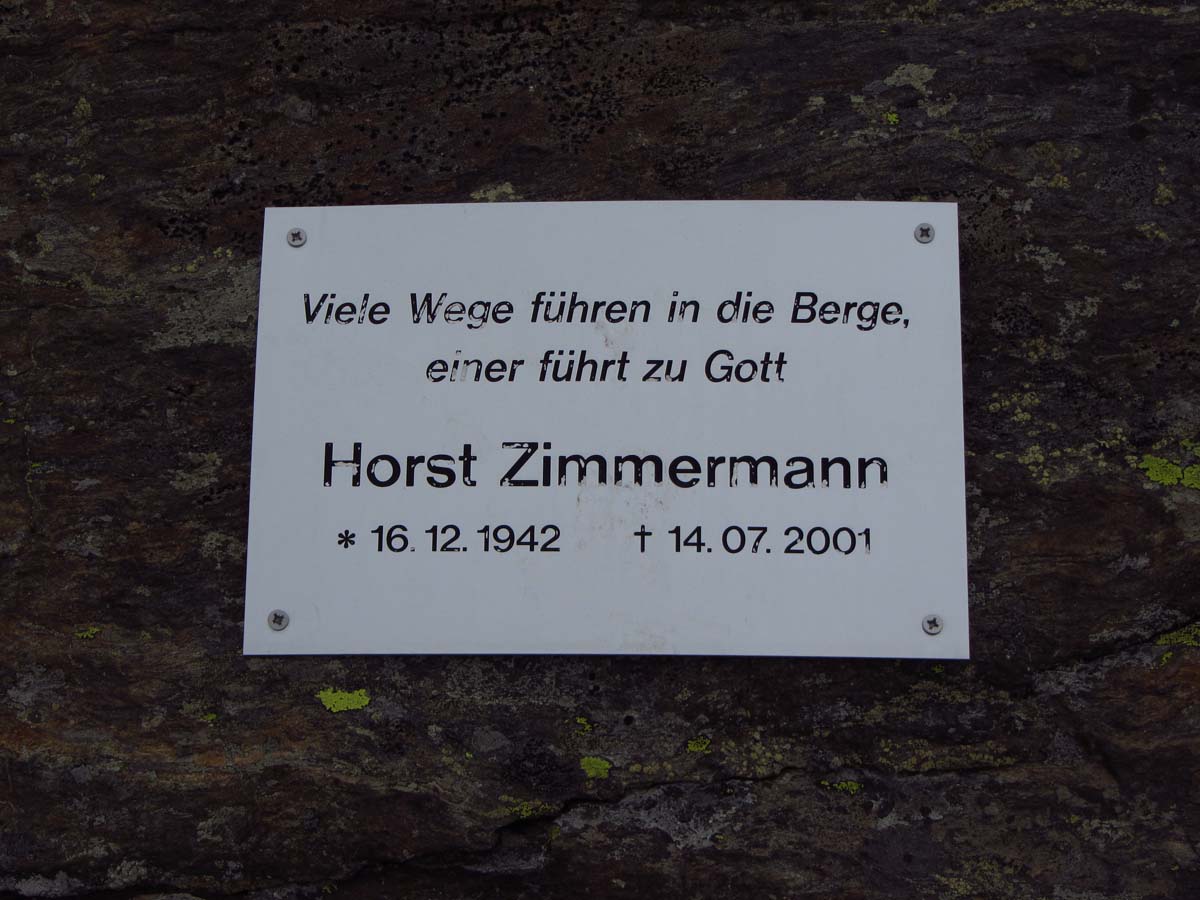 Viele Wege führen in die Berge,
einer führt zu Gott
Horst Zimmermann
* 16. 12. 1942 † 14. 07. 2001